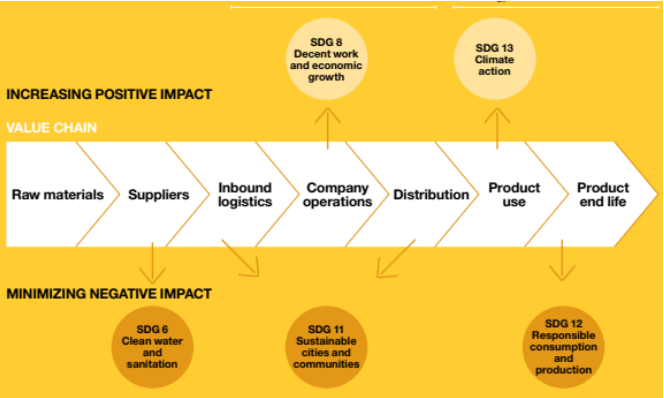 SDG 8
Decent work
and economic
growth
SDG 13
Climate
action
INCREASING POSITIVE IMPACT
VALUE CHAIN
Raw materials
Suppliers
Inbound
logistics
Company
operations
Distribution
Product
use
Product
end life
MINIMIZING NEGATIVE IMPACT
SDG 6
Clean water
and
sanitation
SDG 11
Sustainable
cities and
communities
SDG 12
Responsible
consumption
and
production